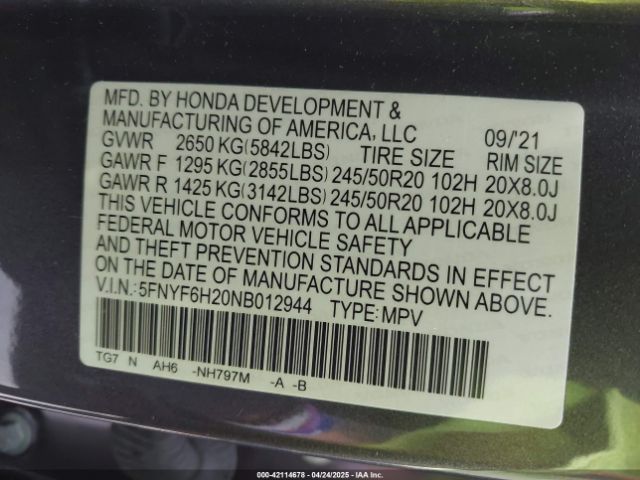 MFD. BY HONDA DEVELOPMENT &
MANUFACTURING OF AMERICA, LLC 09/'21
GVWR 2650 KG(5842LBS) TIRE SIZE RIM SIZE
GAWR F 1295 KG(2855LBS) 245/50R20 102H 20X8.0J
GAWR R 1425 KG(3142LBS) 245/50R20 102H 20X8.0J
THIS VEHICLE CONFORMS TO ALL APPLICABLE
FEDERAL MOTOR VEHICLE SAFETY
AND THEFT PREVENTION STANDARDS IN EFFECT
ON THE DATE OF MANUFACTURE SHOWN ABOVE.
V.I.N.:5FNYF6H20NB012944 TYPE:MPV
TG7 N AH6 -NH797M -A -B
000-42114678 - 04/24/2025 - IAA Inc.